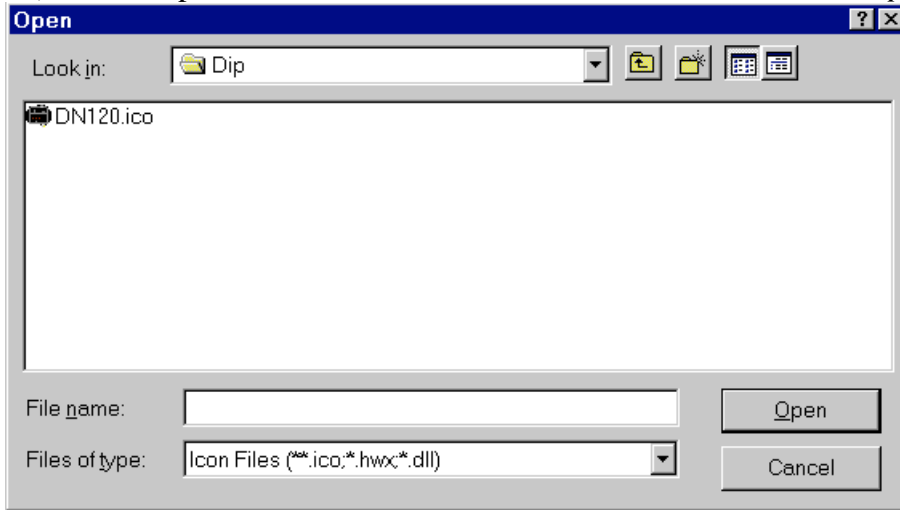 Open
Look in: Dip
DN120.ico
File name: Open
Files of type: Icon Files (**.ico;*.hwx;*.dll) Cancel